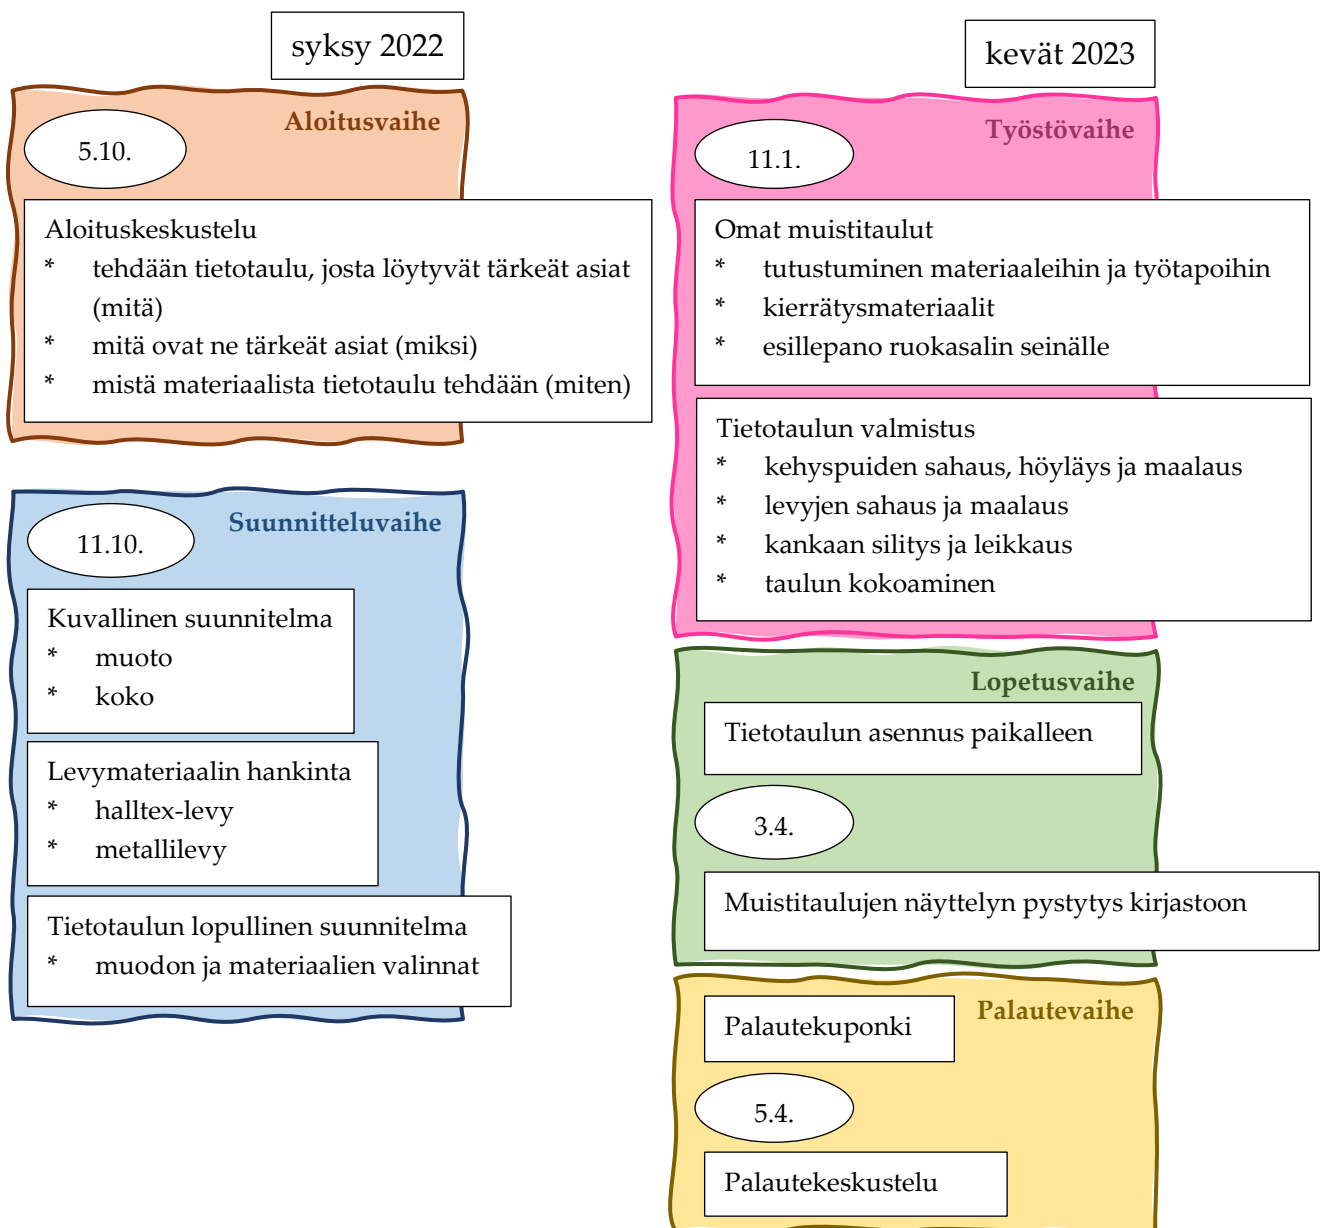 syksy 2022
Aloitusvaihe
5.10.
Aloituskeskustelu
* tehdään tietotaulu, josta löytyvät tärkeät asiat
(mitä)
* mitä ovat ne tärkeät asiat (miksi)
* mistä materiaalista tietotaulu tehdään (miten)
Suunnitteluvaihe
11.10.
Kuvallinen suunnitelma
* muoto
* koko
Levymateriaalin hankinta
* halltex-levy
* metallilevy
Tietotaulun lopullinen suunnitelma
* muodon ja materiaalien valinnat
kevät 2023
Työstövaihe
11.1.
Omat muistitaulut
* tutustuminen materiaaleihin ja työtapoihin
* kierrätysmateriaalit
* esillepano ruokasalin seinälle
Tietotaulun valmistus
* kehyspuiden sahaus, höyläys ja maalaus
* levyjen sahaus ja maalaus
* kankaan silitys ja leikkaus
* taulun kokoaminen
Lopetusvaihe
Tietotaulun asennus paikalleen
3.4.
Muistitaulujen näyttelyn pystytys kirjastoon
Palautevaihe
Palautekuponki
5.4.
Palautekeskustelu